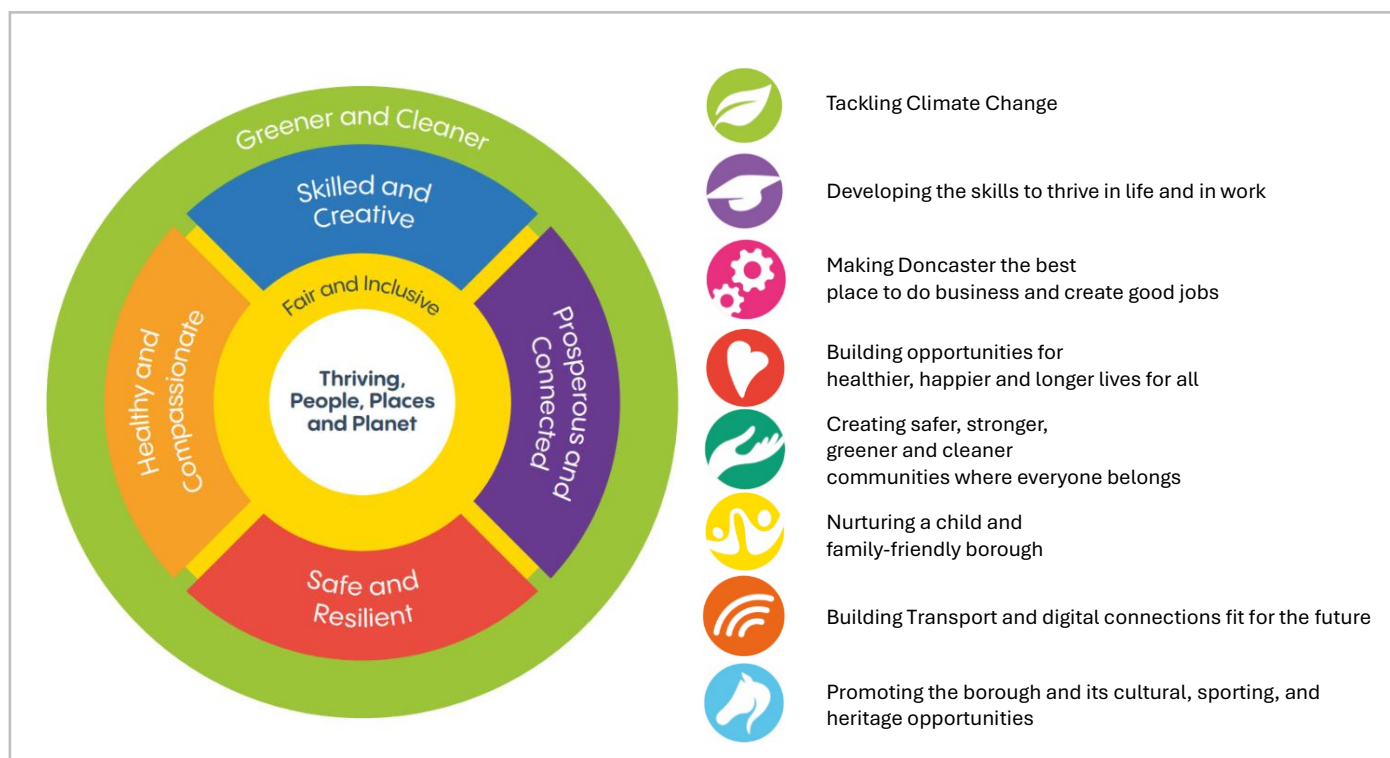 Greener and Cleaner
Skilled and
Creative
Fair and Inclusive
Healthy and
Compassionate
Thriving,
People, Places
and Planet
Prosperous and
Connected
Safe and
Resilient
Tackling Climate Change
Developing the skills to thrive in life and in work
Making Doncaster the best
place to do business and create good jobs
Building opportunities for
healthier, happier and longer lives for all
Creating safer, stronger,
greener and cleaner
communities where everyone belongs
Nurturing a child and
family-friendly borough
Building Transport and digital connections fit for the future
Promoting the borough and its cultural, sporting, and
heritage opportunities